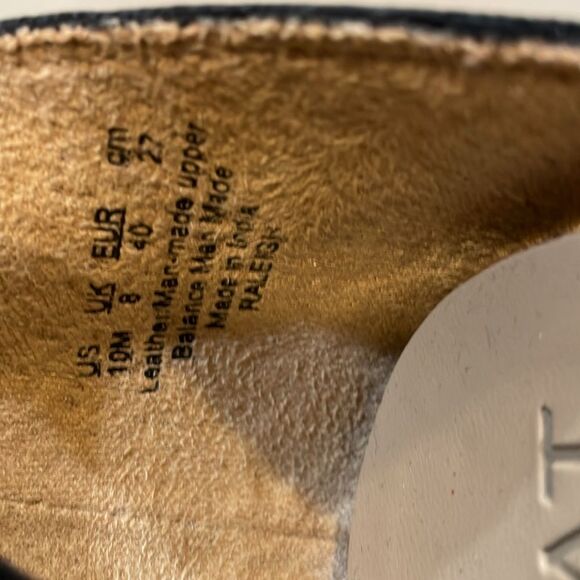 US UK EUR cm
10M 8 40 27
Leather/Man-made upper
Balance Man Made
Made in India
RALEIGH
AT